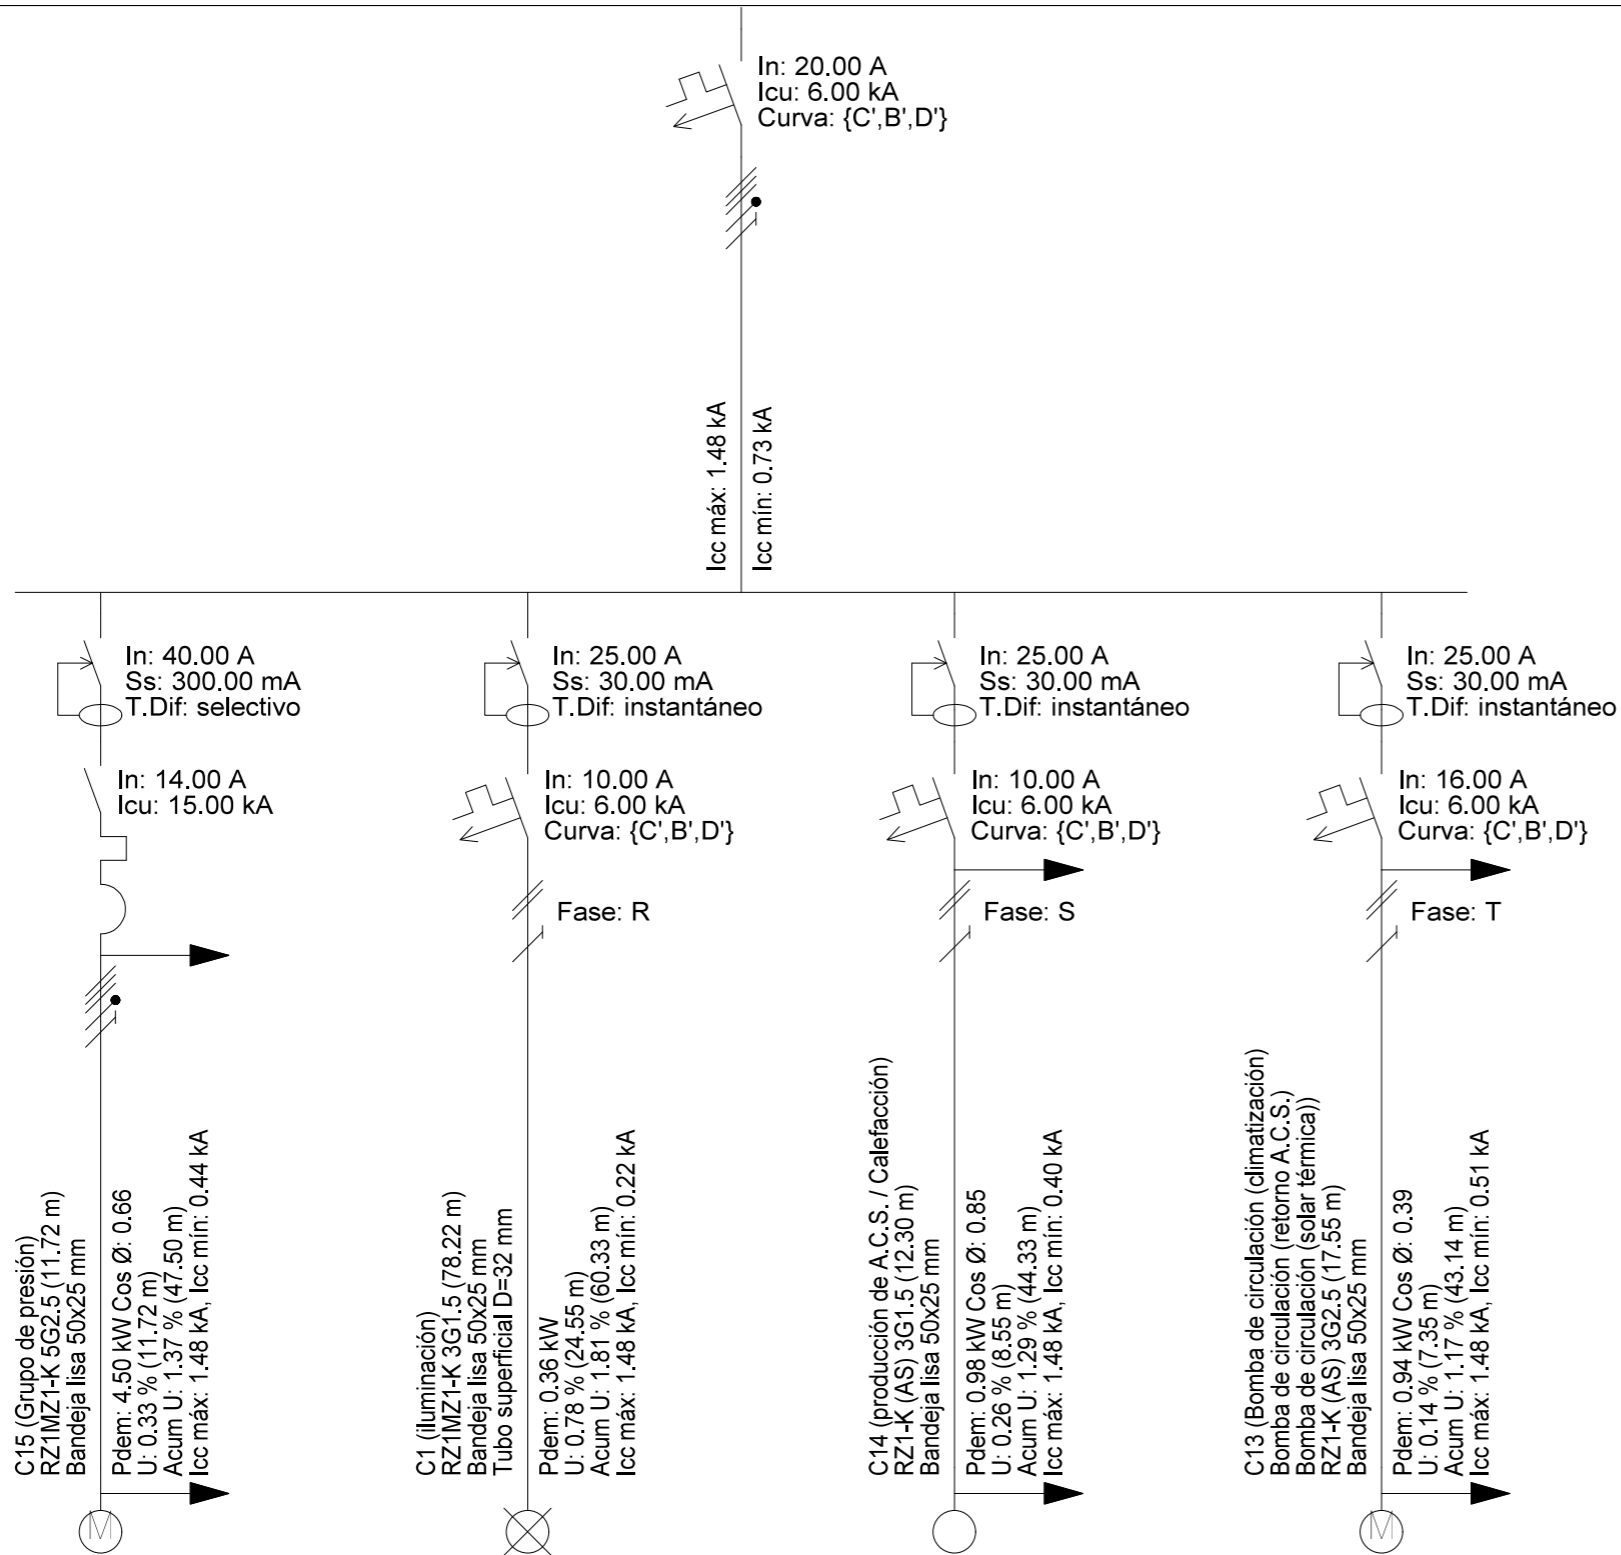 In: 20.00 A
Icu: 6.00 kA
Curva: {C',B',D'}
Icc máx: 1.48 kA
Icc mín: 0.73 kA
In: 40.00 A
Ss: 300.00 mA
T.Dif: selectivo
In: 14.00 A
Icu: 15.00 kA
C15 (Grupo de presión)
RZ1MZ1-K 5G2.5 (11.72 m)
Bandeja lisa 50x25 mm
Pdem: 4.50 kW Cos Ø: 0.66
U: 0.33 % (11.72 m)
Acum U: 1.37 % (47.50 m)
Icc máx: 1.48 kA, Icc mín: 0.44 kA
M
In: 25.00 A
Ss: 30.00 mA
T.Dif: instantáneo
In: 10.00 A
Icu: 6.00 kA
Curva: {C',B',D'}
Fase: R
C1 (iluminación)
RZ1MZ1-K 3G1.5 (78.22 m)
Bandeja lisa 50x25 mm
Tubo superficial D=32 mm
Pdem: 0.36 kW
U: 0.78 % (24.55 m)
Acum U: 1.81 % (60.33 m)
Icc máx: 1.48 kA, Icc mín: 0.22 kA
In: 25.00 A
Ss: 30.00 mA
T.Dif: instantáneo
In: 10.00 A
Icu: 6.00 kA
Curva: {C',B',D'}
Fase: S
C14 (producción de A.C.S. / Calefacción)
RZ1-K (AS) 3G1.5 (12.30 m)
Bandeja lisa 50x25 mm
Pdem: 0.98 kW Cos Ø: 0.85
U: 0.26 % (8.55 m)
Acum U: 1.29 % (44.33 m)
Icc máx: 1.48 kA, Icc mín: 0.40 kA
In: 25.00 A
Ss: 30.00 mA
T.Dif: instantáneo
In: 16.00 A
Icu: 6.00 kA
Curva: {C',B',D'}
Fase: T
C13 (Bomba de circulación (climatización)
Bomba de circulación (retorno A.C.S.)
Bomba de circulación (solar térmica))
RZ1-K (AS) 3G2.5 (17.55 m)
Bandeja lisa 50x25 mm
Pdem: 0.94 kW Cos Ø: 0.39
U: 0.14 % (7.35 m)
Acum U: 1.17 % (43.14 m)
Icc máx: 1.48 kA, Icc mín: 0.51 kA
M